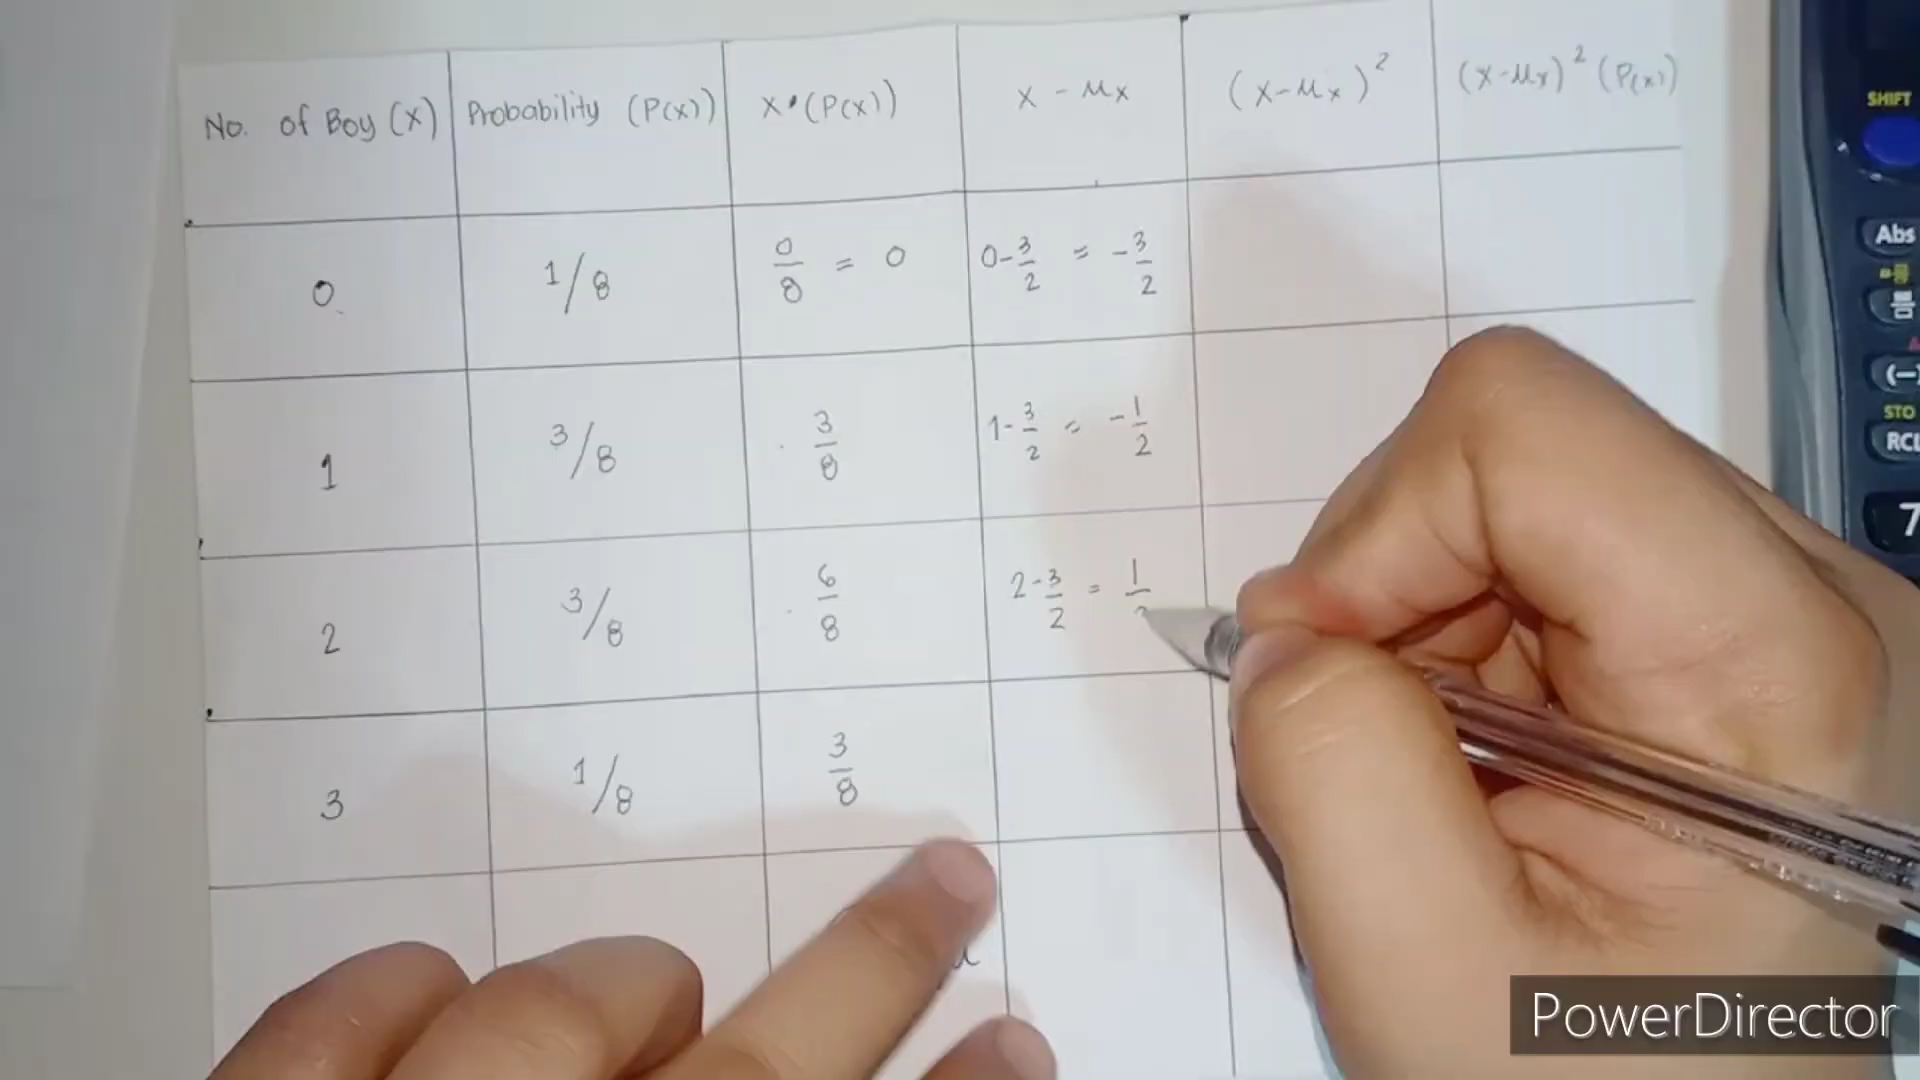 No. of Boy (X) Probability (P(x)) X•(P(x)) x - μx (x-μx)² (x-μx)² (P(x))
0 1/8 0/8 = 0 0-3/2 = -3/2
1 3/8 3/8 1-3/2 = -1/2
2 3/8 6/8 2-3/2 = 1/
3 1/8 3/8
SHIFT
Abs
(−)
STO
RCL
7
PowerDirector